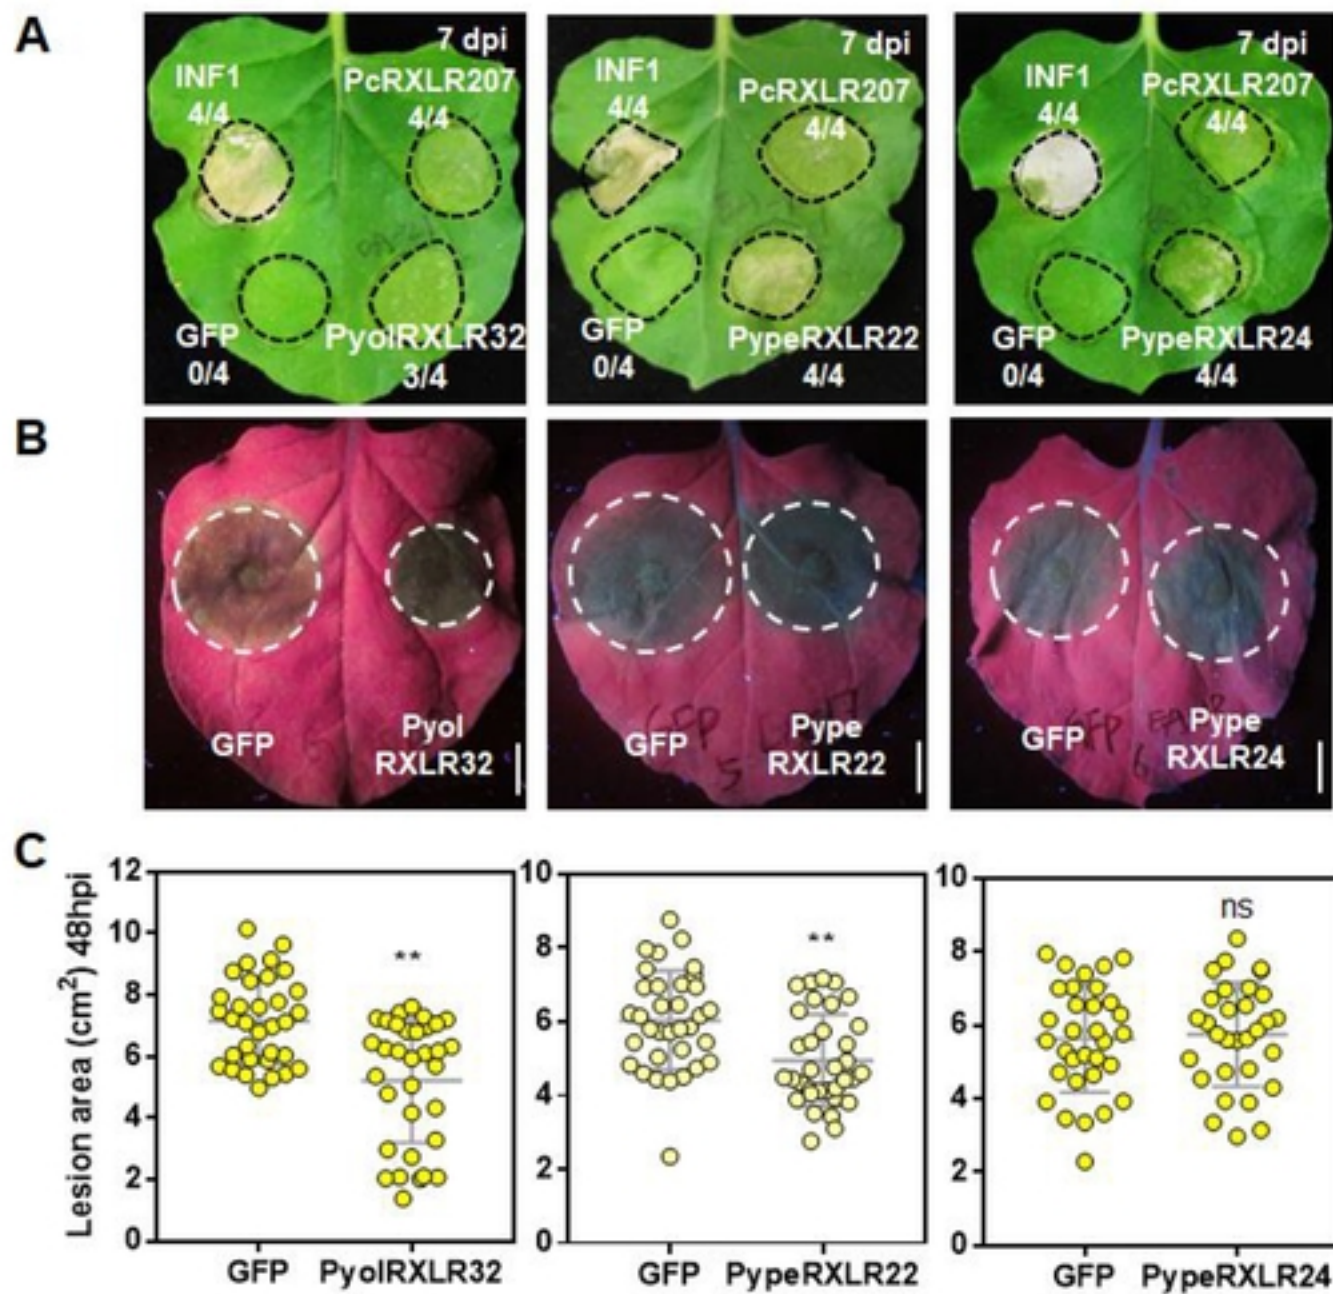 A
7 dpi
INF1
4/4
PcRXLR207
4/4
GFP
0/4
PyolRXLR32
3/4
7 dpi
INF1
4/4
PcRXLR207
4/4
GFP
0/4
PypeRXLR22
4/4
7 dpi
INF1
4/4
PcRXLR207
4/4
GFP
0/4
PypeRXLR24
4/4
B
GFP
Pyol
RXLR32
GFP
Pype
RXLR22
GFP
5
GFP
Pype
RXLR24
GFP
6
C
Lesion area (cm²) 48hpi
12
10
8
6
4
2
0
**
GFP
PyolRXLR32
10
8
6
4
2
0
**
GFP
PypeRXLR22
10
8
6
4
2
0
ns
GFP
PypeRXLR24